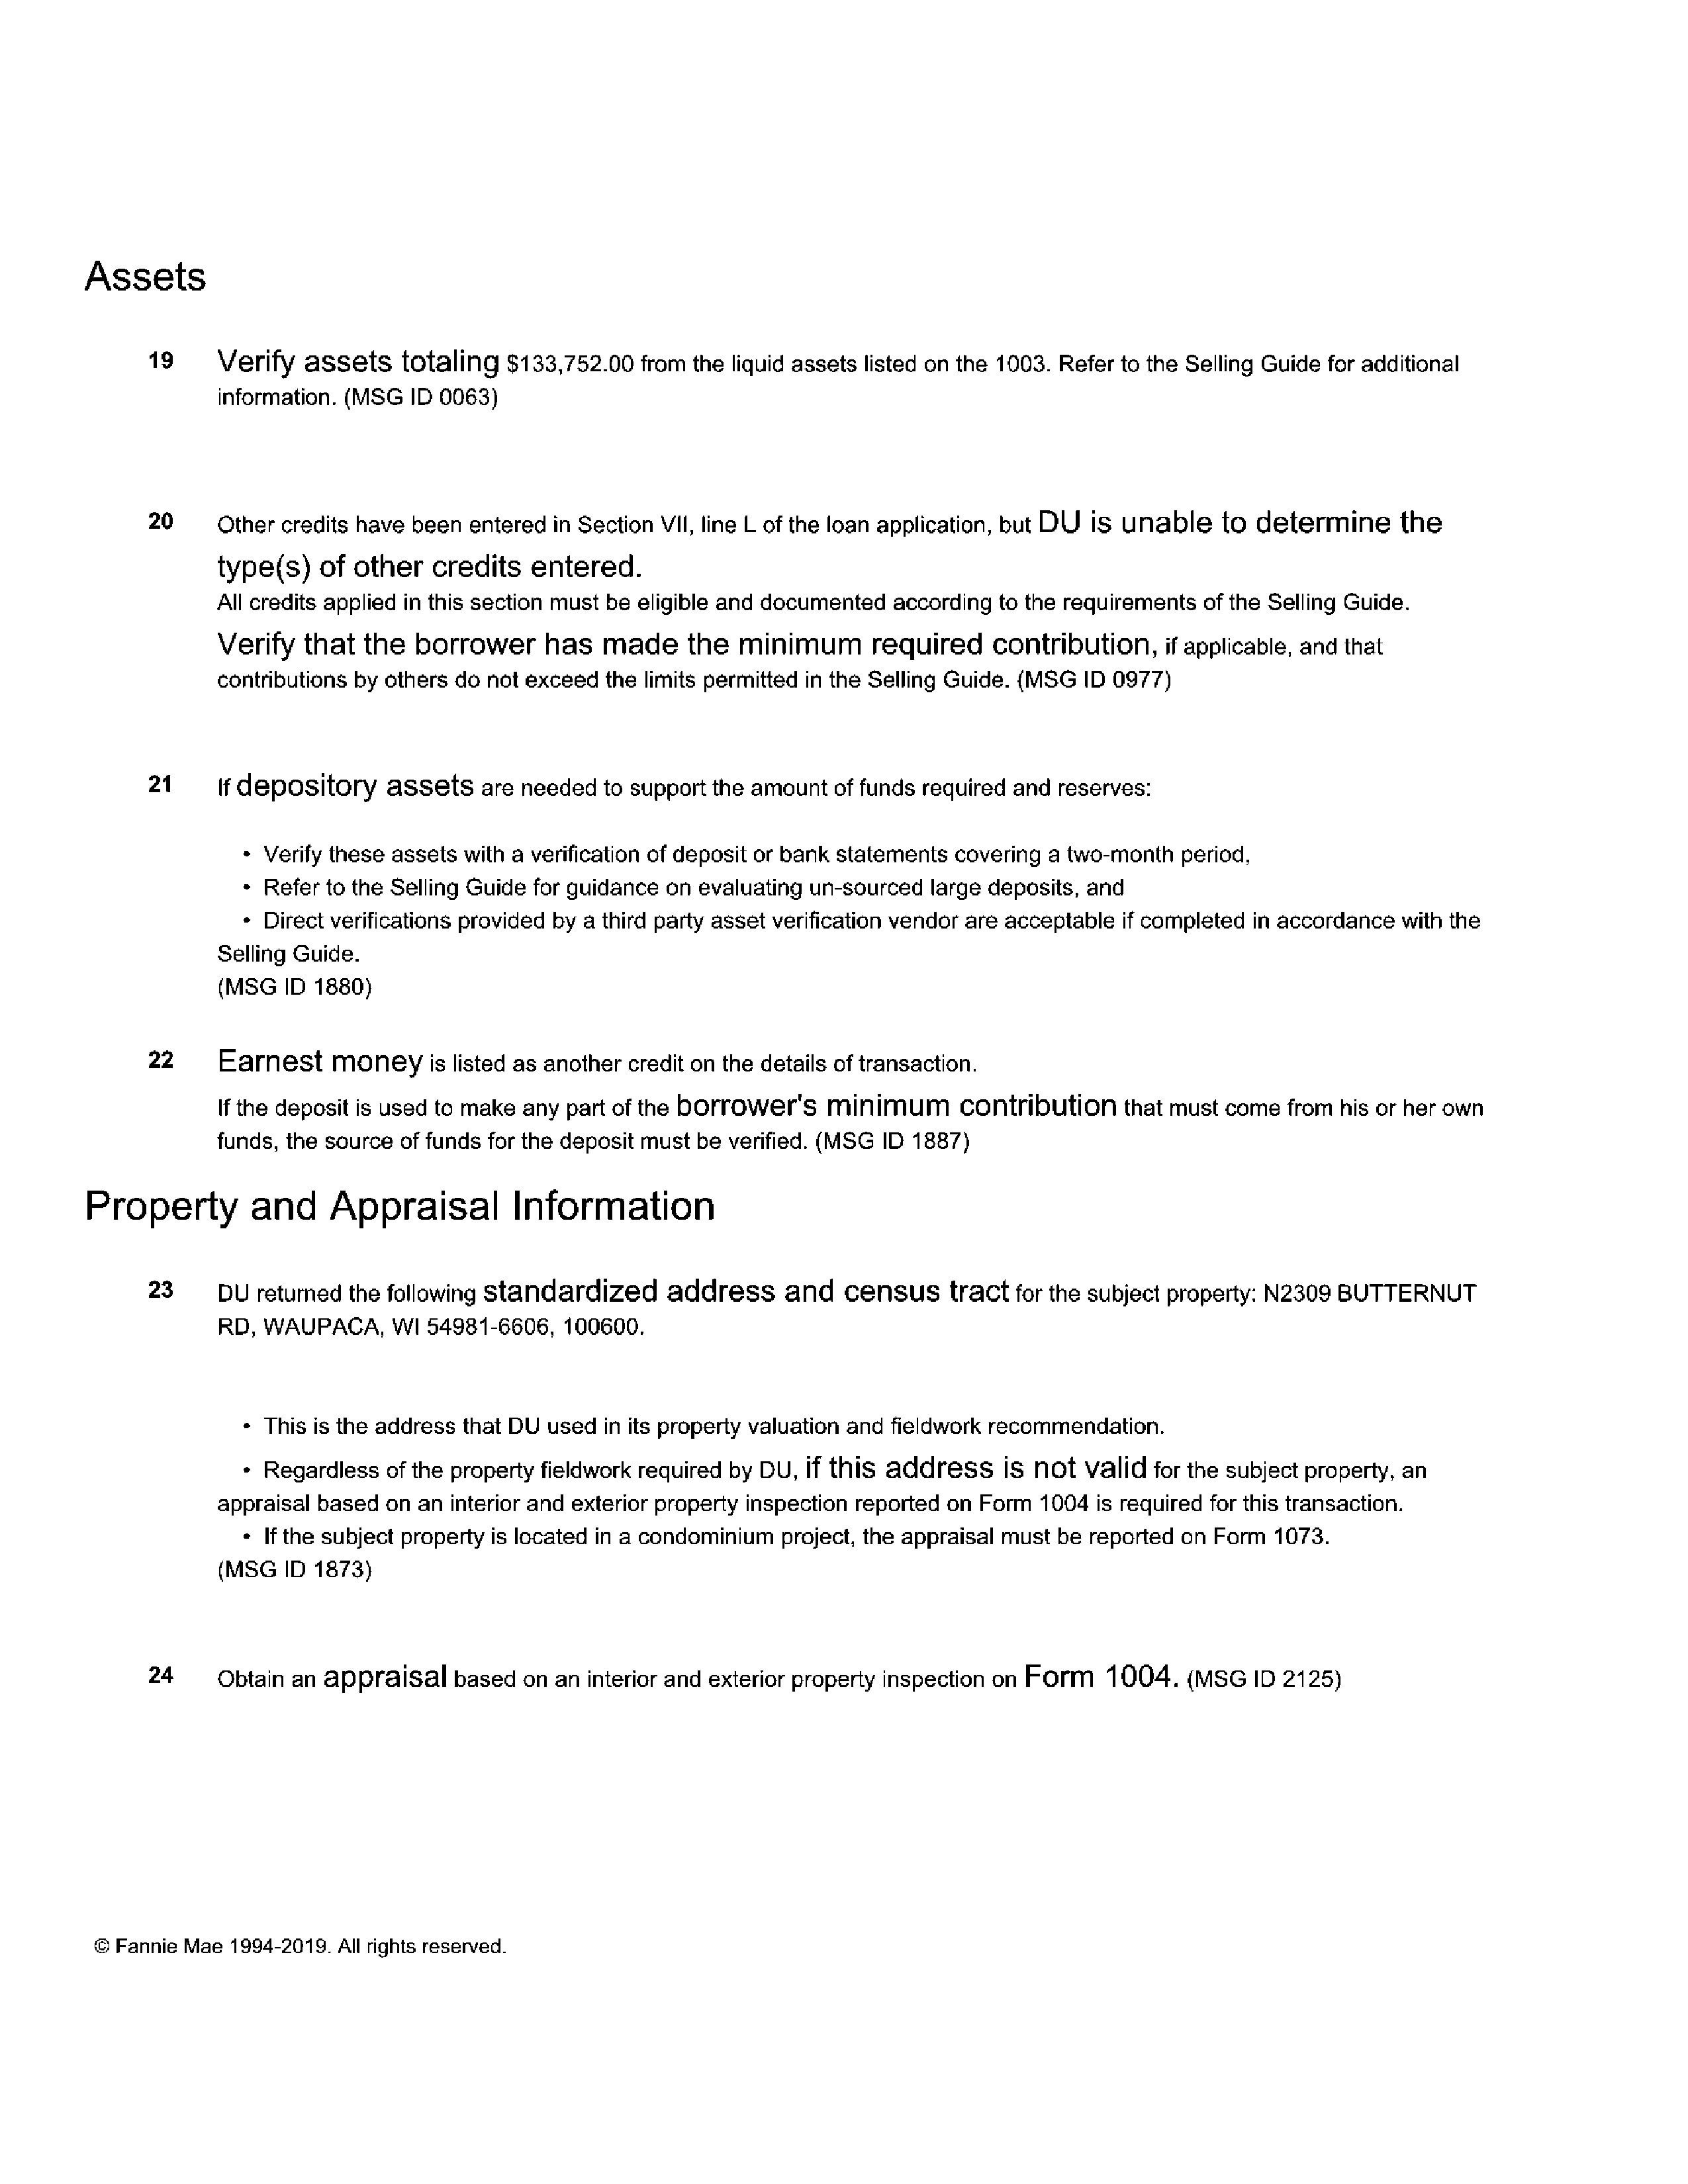 Assets
19 Verify assets totaling $133,752.00 from the liquid assets listed on the 1003. Refer to the Selling Guide for additional
information. (MSG ID 0063)
20 Other credits have been entered in Section VII, line L of the loan application, but DU is unable to determine the
type(s) of other credits entered.
All credits applied in this section must be eligible and documented according to the requirements of the Selling Guide.
Verify that the borrower has made the minimum required contribution, if applicable, and that
contributions by others do not exceed the limits permitted in the Selling Guide. (MSG ID 0977)
21 If depository assets are needed to support the amount of funds required and reserves:
• Verify these assets with a verification of deposit or bank statements covering a two-month period,
• Refer to the Selling Guide for guidance on evaluating un-sourced large deposits, and
• Direct verifications provided by a third party asset verification vendor are acceptable if completed in accordance with the
Selling Guide.
(MSG ID 1880)
22 Earnest money is listed as another credit on the details of transaction.
If the deposit is used to make any part of the borrower's minimum contribution that must come from his or her own
funds, the source of funds for the deposit must be verified. (MSG ID 1887)
Property and Appraisal Information
23 DU returned the following standardized address and census tract for the subject property: N2309 BUTTERNUT
RD, WAUPACA, WI 54981-6606, 100600.
• This is the address that DU used in its property valuation and fieldwork recommendation.
• Regardless of the property fieldwork required by DU, if this address is not valid for the subject property, an
appraisal based on an interior and exterior property inspection reported on Form 1004 is required for this transaction.
• If the subject property is located in a condominium project, the appraisal must be reported on Form 1073.
(MSG ID 1873)
24 Obtain an appraisal based on an interior and exterior property inspection on Form 1004. (MSG ID 2125)
© Fannie Mae 1994-2019. All rights reserved.